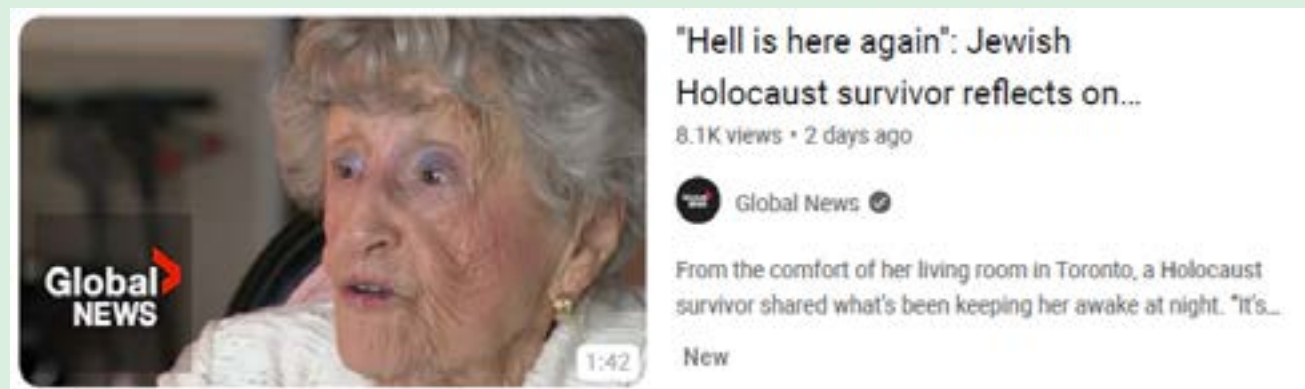 Global
NEWS
1:42
"Hell is here again": Jewish
Holocaust survivor reflects on...
8.1K views • 2 days ago
Global News
From the comfort of her living room in Toronto, a Holocaust
survivor shared what's been keeping her awake at night. "It's...
New